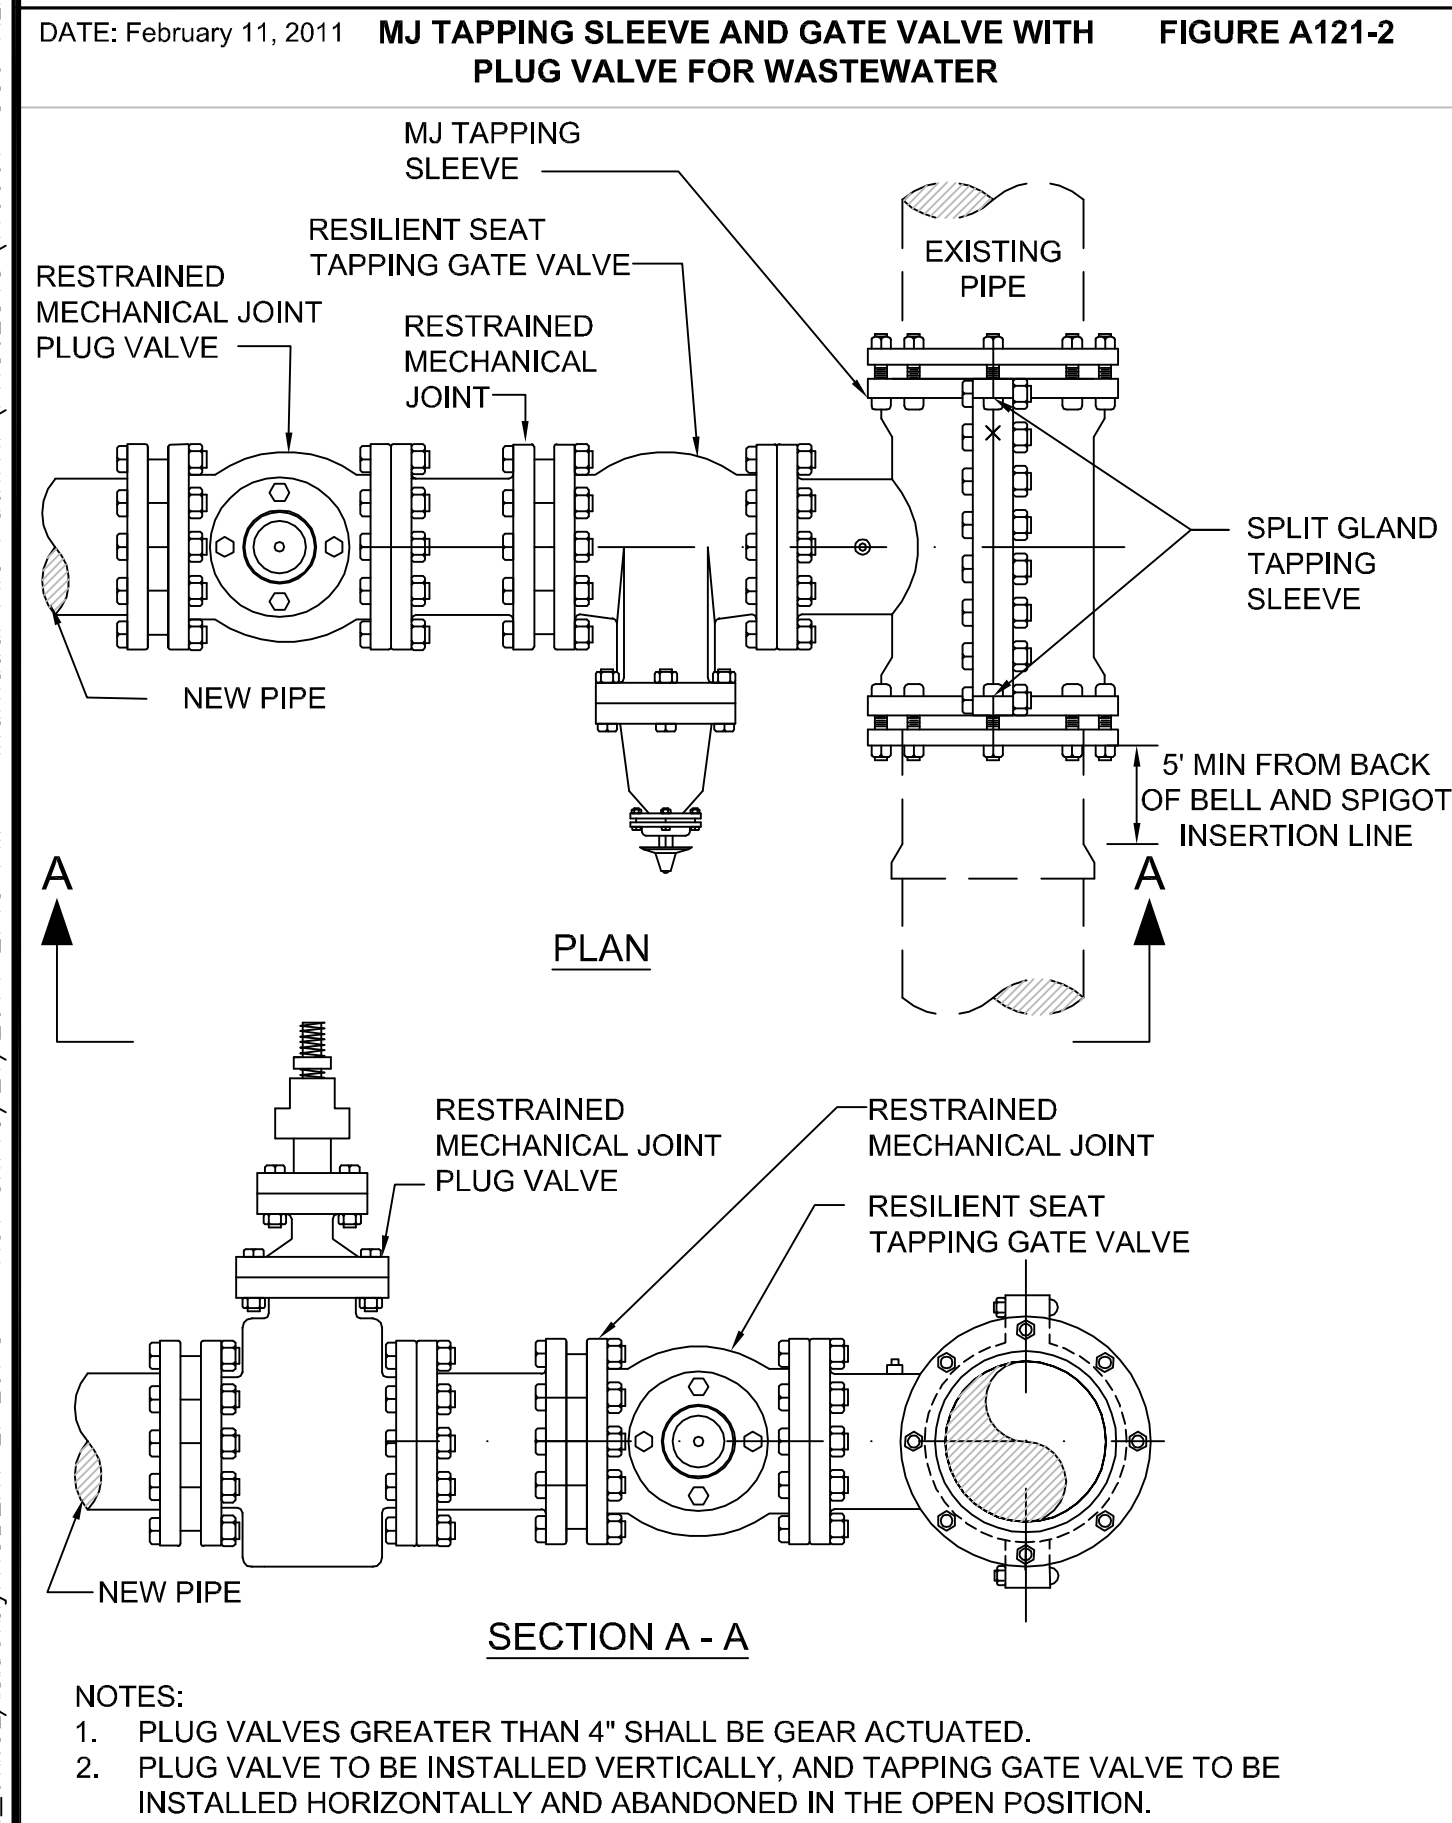 DATE: February 11, 2011
MJ TAPPING SLEEVE AND GATE VALVE WITH
PLUG VALVE FOR WASTEWATER
FIGURE A121-2
MJ TAPPING
SLEEVE
RESILIENT SEAT
TAPPING GATE VALVE
RESTRAINED
MECHANICAL JOINT
PLUG VALVE
RESTRAINED
MECHANICAL
JOINT
EXISTING
PIPE
SPLIT GLAND
TAPPING
SLEEVE
NEW PIPE
5' MIN FROM BACK
OF BELL AND SPIGOT
INSERTION LINE
A
A
PLAN
RESTRAINED
MECHANICAL JOINT
PLUG VALVE
RESTRAINED
MECHANICAL JOINT
RESILIENT SEAT
TAPPING GATE VALVE
NEW PIPE
SECTION A - A
NOTES:
1. PLUG VALVES GREATER THAN 4" SHALL BE GEAR ACTUATED.
2. PLUG VALVE TO BE INSTALLED VERTICALLY, AND TAPPING GATE VALVE TO BE
INSTALLED HORIZONTALLY AND ABANDONED IN THE OPEN POSITION.